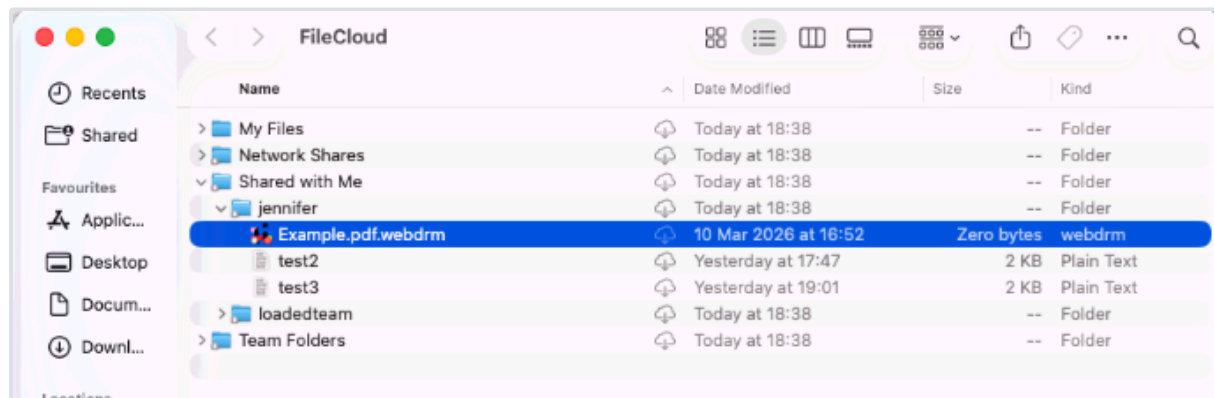 FileCloud
Recents
Shared
Favourites
Applic...
Desktop
Docum...
Downl...
Name Date Modified Size Kind
My Files Today at 18:38 -- Folder
Network Shares Today at 18:38 -- Folder
Shared with Me Today at 18:38 -- Folder
jennifer Today at 18:38 -- Folder
Example.pdf.webdrm 10 Mar 2026 at 16:52 Zero bytes webdrm
test2 Yesterday at 17:47 2 KB Plain Text
test3 Yesterday at 19:01 2 KB Plain Text
loadedteam Today at 18:38 -- Folder
Team Folders Today at 18:38 -- Folder